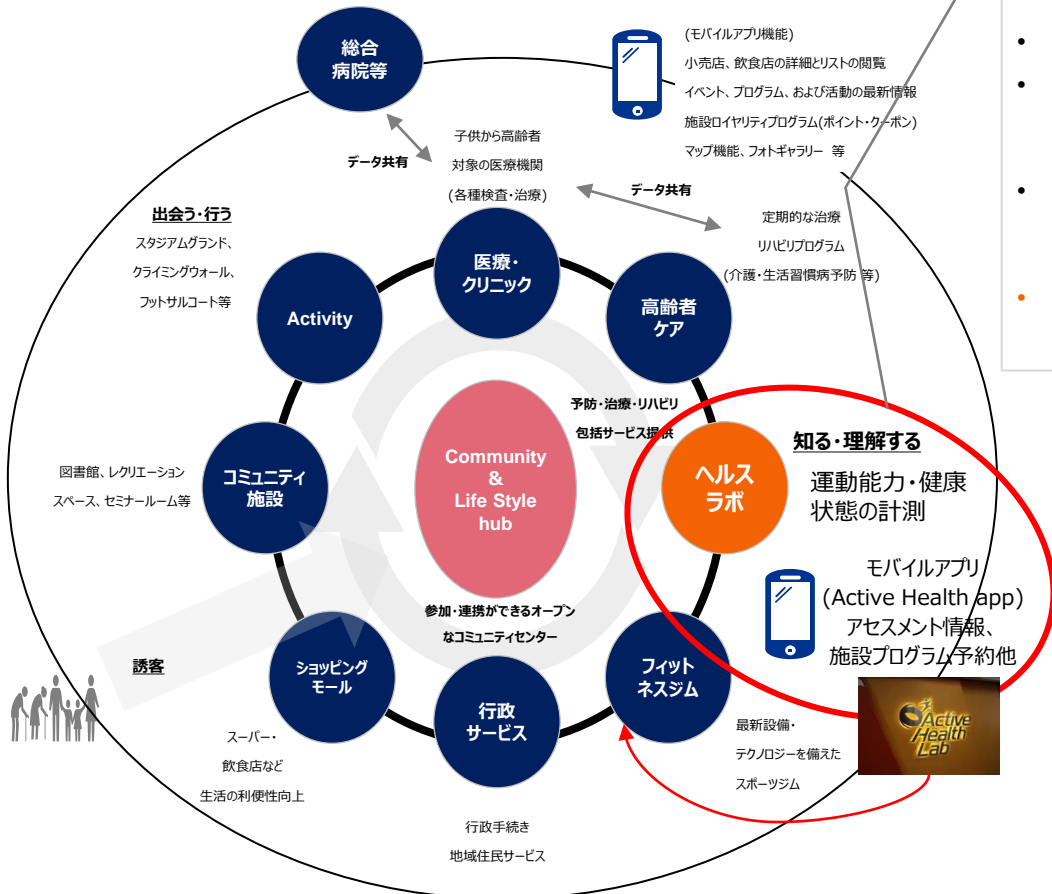 総合
病院等
(モバイルアプリ機能)
小売店、飲食店の詳細とリストの閲覧
イベント、プログラム、および活動の最新情報
施設ロイヤリティプログラム(ポイント・クーポン)
マップ機能、フォトギャラリー 等
データ共有
子供から高齢者
対象の医療機関
(各種検査・治療)
データ共有
定期的な治療
リハビリプログラム
(介護・生活習慣病予防 等)
出会う・行う
スタジアムグランド、
クライミングウォール、
フットサルコート等
医療・
クリニック
Activity
高齢者
ケア
予防・治療・リハビリ
包括サービス提供
知る・理解する
運動能力・健康
状態の計測
ヘルス
ラボ
Community
&
Life Style
hub
図書館、レクリエーション
スペース、セミナールーム等
コミュニティ
施設
モバイルアプリ
(Active Health app)
アセスメント情報、
施設プログラム予約他
参加・連携ができるオープン
なコミュニティセンター
誘客
ショッピング
モール
行政
サービス
フィット
ネスジム
Active
Health
Lab
スーパー・
飲食店など
生活の利便性向上
最新設備・
テクノロジーを備えた
スポーツジム
行政手続き
地域住民サービス